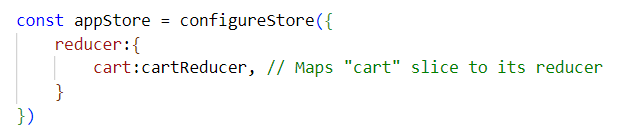 const appStore = configureStore({
    reducer:{
        cart:cartReducer, // Maps "cart" slice to its reducer
    }
})